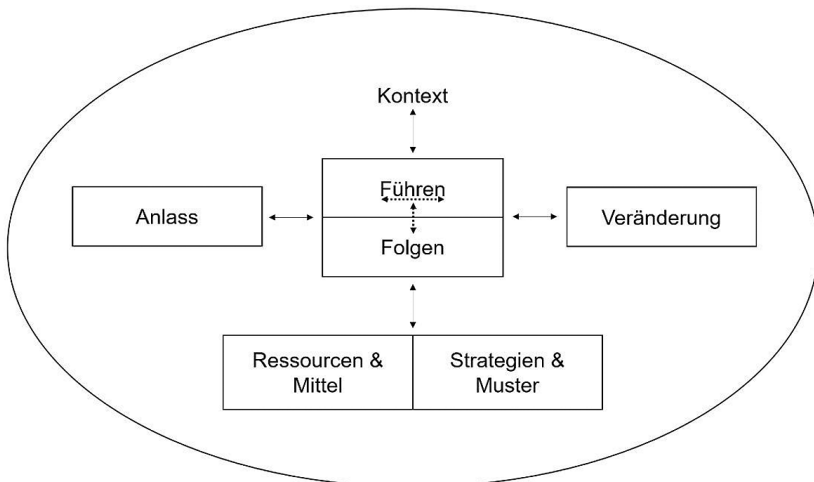 Kontext
Führen
Anlass
Veränderung
Folgen
Ressourcen &
Mittel
Strategien &
Muster